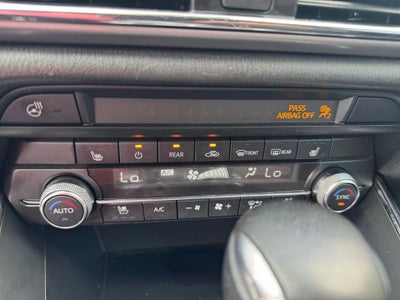 PASS
AIRBAG OFF
REAR
FRONT
REAR
Lo
A/C
Lo
AUTO
A/C
SYNC